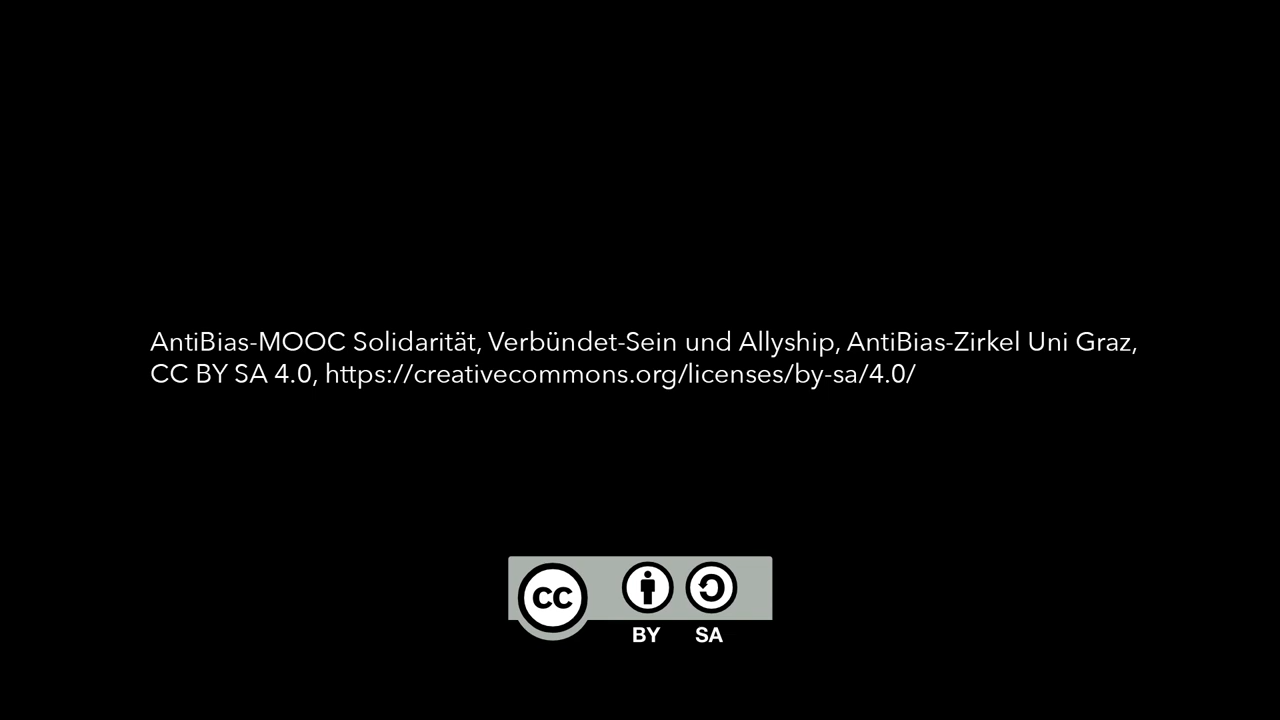 AntiBias-MOOC Solidarität, Verbündet-Sein und Allyship, AntiBias-Zirkel Uni Graz,
CC BY SA 4.0, https://creativecommons.org/licenses/by-sa/4.0/
CC
BY SA